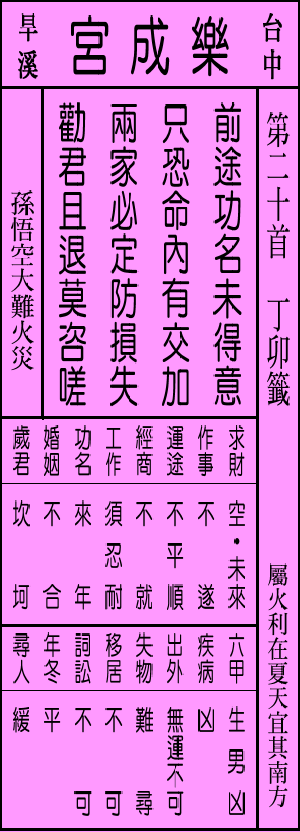 台中
樂成宮
旱溪
第二十首 丁卯籤
屬火利在夏天宜其南方
前途功名未得意
只恐命內有交加
兩家必定防損失
勸君且退莫咨嗟
孫悟空大難火災
求財 空・未來
作事 不遂
運途 不平順
經商 不就
工作 須忍耐
功名 來年
婚姻 不合
歲君 坎坷
六甲 生男凶
疾病 凶
出外 無運不可
失物 難尋
移居 不可
詞訟 不可
年冬 平
尋人 緩